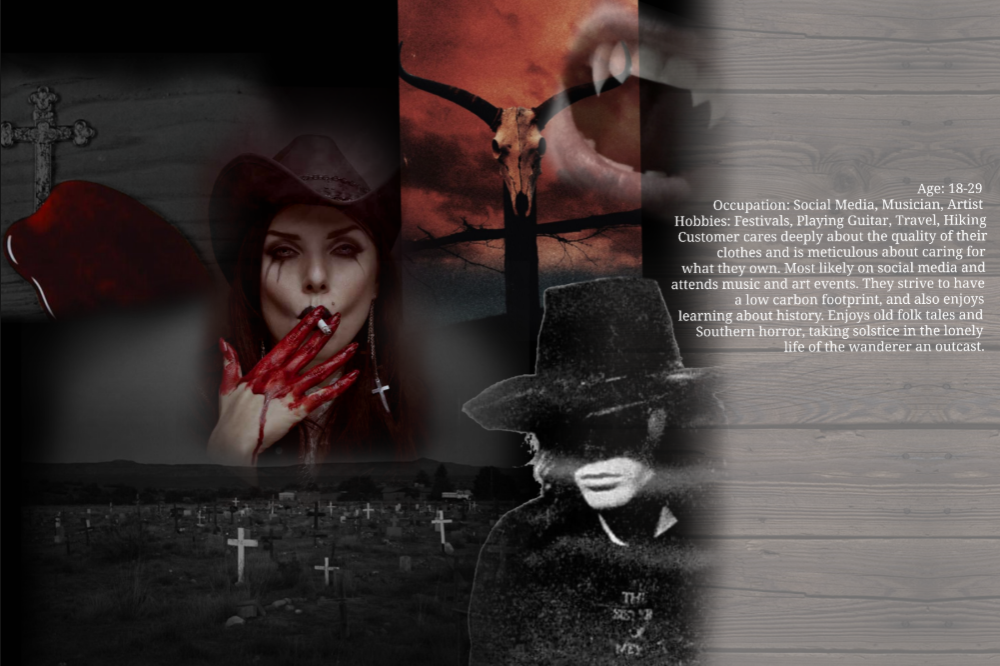 Age: 18-29
Occupation: Social Media, Musician, Artist
Hobbies: Festivals, Playing Guitar, Travel, Hiking
Customer cares deeply about the quality of their
clothes and is meticulous about caring for
what they own. Most likely on social media and
attends music and art events. They strive to have
a low carbon footprint, and also enjoys
learning about history. Enjoys old folk tales and
Southern horror, taking solstice in the lonely
life of the wanderer an outcast.
THE